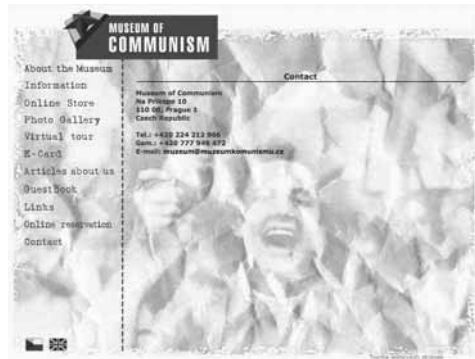 MUSEUM OF
COMMUNISM
About the Museum
Information
Online Store
Photo Gallery
Virtual tour
E-Card
Articles about us
GuestBook
Links
Online reservation
Contact
Contact
Museum of Communism
Na Prikope 10
110 00, Prague 1
Czech Republic
Tel.: +420 224 212 966
Gsm.: +420 777 949 472
E-mail: muzeum@muzeumkomunismu.cz